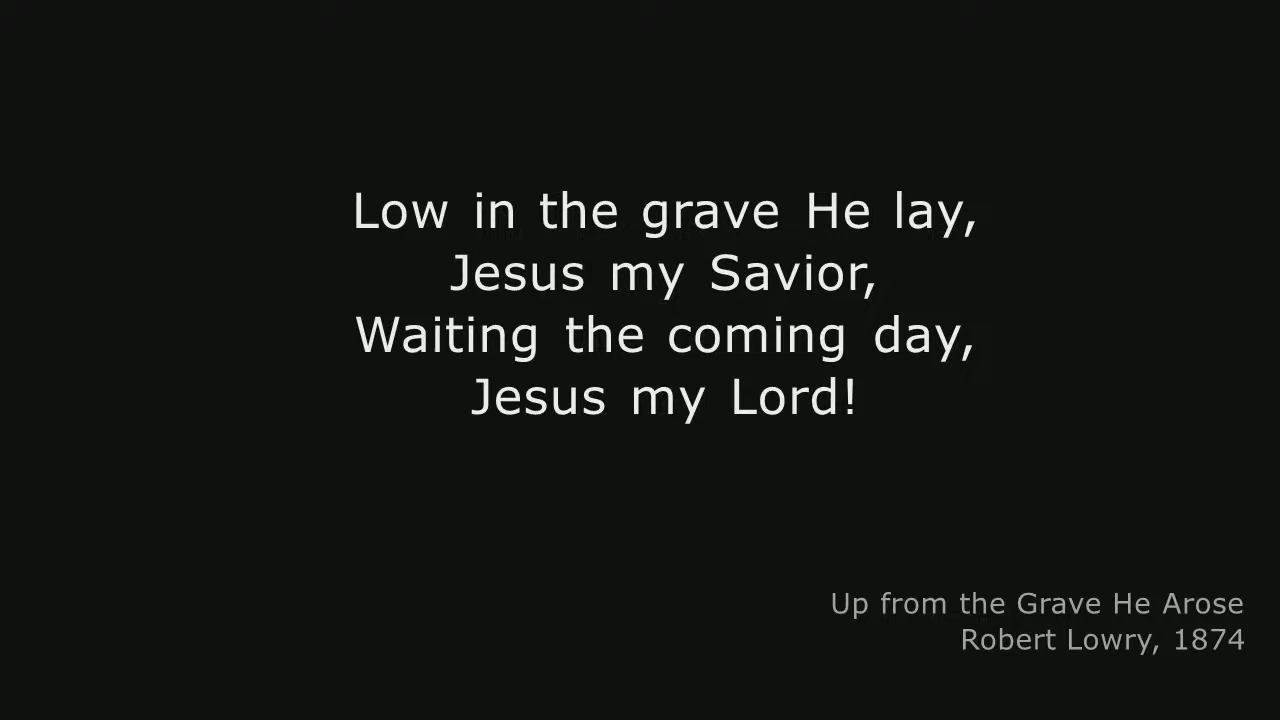 Low in the grave He lay,
Jesus my Savior,
Waiting the coming day,
Jesus my Lord!
Up from the Grave He Arose
Robert Lowry, 1874